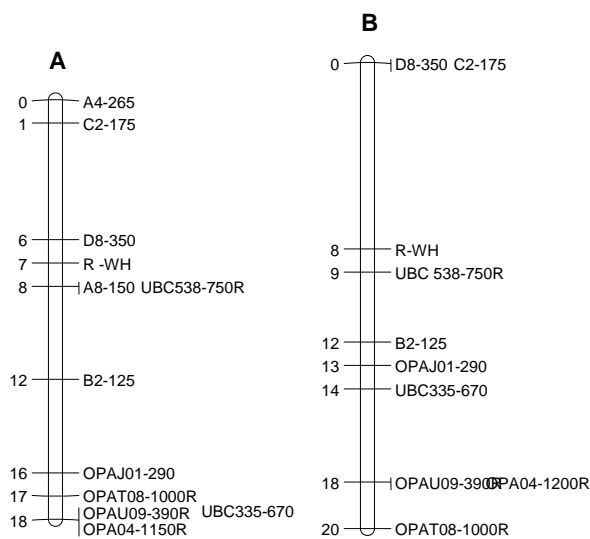 A
0 A4-265
1 C2-175
6 D8-350
7 R -WH
8 A8-150 UBC538-750R
12 B2-125
16 OPAJ01-290
17 OPAT08-1000R
18 OPAU09-390R UBC335-670
OPA04-1150R
B
0 D8-350 C2-175
8 R-WH
9 UBC 538-750R
12 B2-125
13 OPAJ01-290
14 UBC335-670
18 OPAU09-390R OPA04-1200R
20 OPAT08-1000R